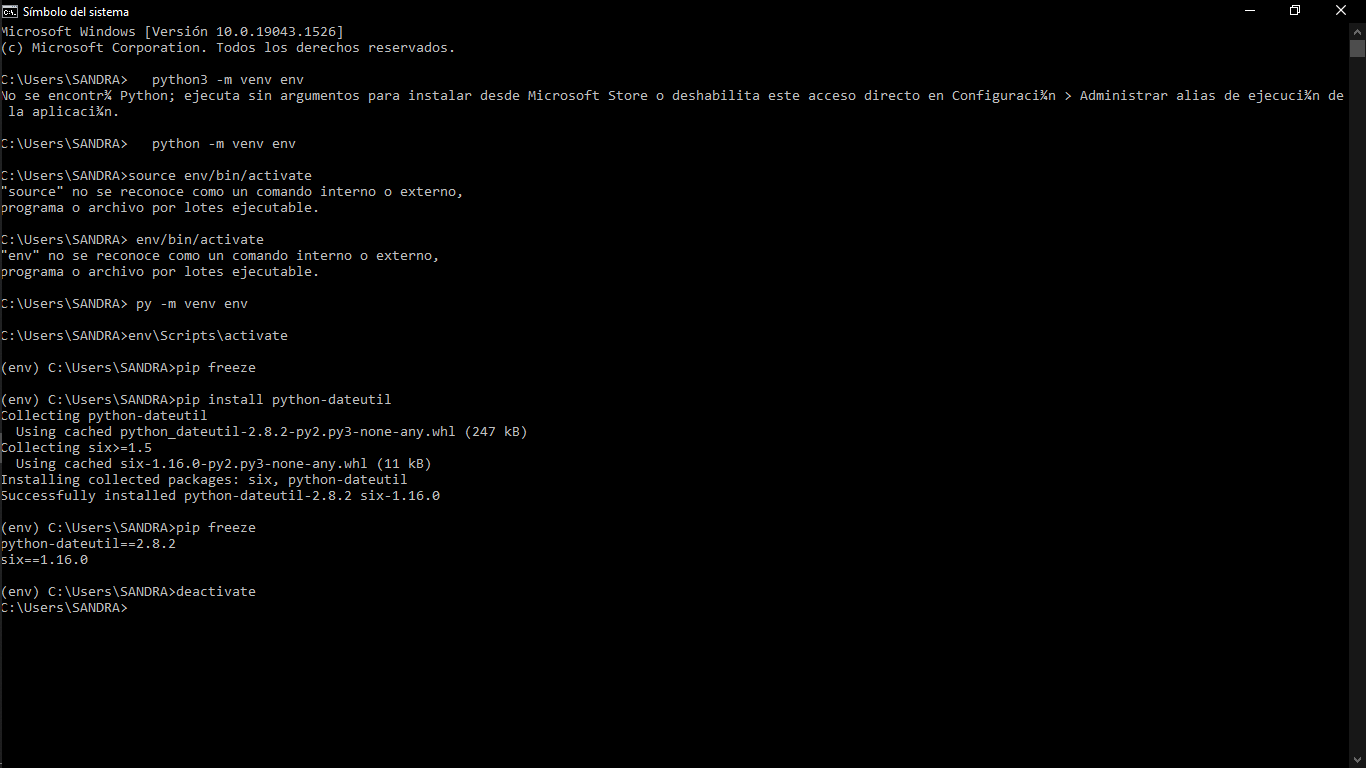 Símbolo del sistema
Microsoft Windows [Versión 10.0.19043.1526]
(c) Microsoft Corporation. Todos los derechos reservados.
C:\Users\SANDRA>   python3 -m venv env
No se encontr¾ Python; ejecuta sin argumentos para instalar desde Microsoft Store o deshabilita este acceso directo en Configuraci¾n > Administrar alias de ejecuci¾n de
 la aplicaci¾n.
C:\Users\SANDRA>   python -m venv env
C:\Users\SANDRA>source env/bin/activate
"source" no se reconoce como un comando interno o externo,
programa o archivo por lotes ejecutable.
C:\Users\SANDRA> env/bin/activate
"env" no se reconoce como un comando interno o externo,
programa o archivo por lotes ejecutable.
C:\Users\SANDRA> py -m venv env
C:\Users\SANDRA>env\Scripts\activate
(env) C:\Users\SANDRA>pip freeze
(env) C:\Users\SANDRA>pip install python-dateutil
Collecting python-dateutil
  Using cached python_dateutil-2.8.2-py2.py3-none-any.whl (247 kB)
Collecting six>=1.5
  Using cached six-1.16.0-py2.py3-none-any.whl (11 kB)
Installing collected packages: six, python-dateutil
Successfully installed python-dateutil-2.8.2 six-1.16.0
(env) C:\Users\SANDRA>pip freeze
python-dateutil==2.8.2
six==1.16.0
(env) C:\Users\SANDRA>deactivate
C:\Users\SANDRA>